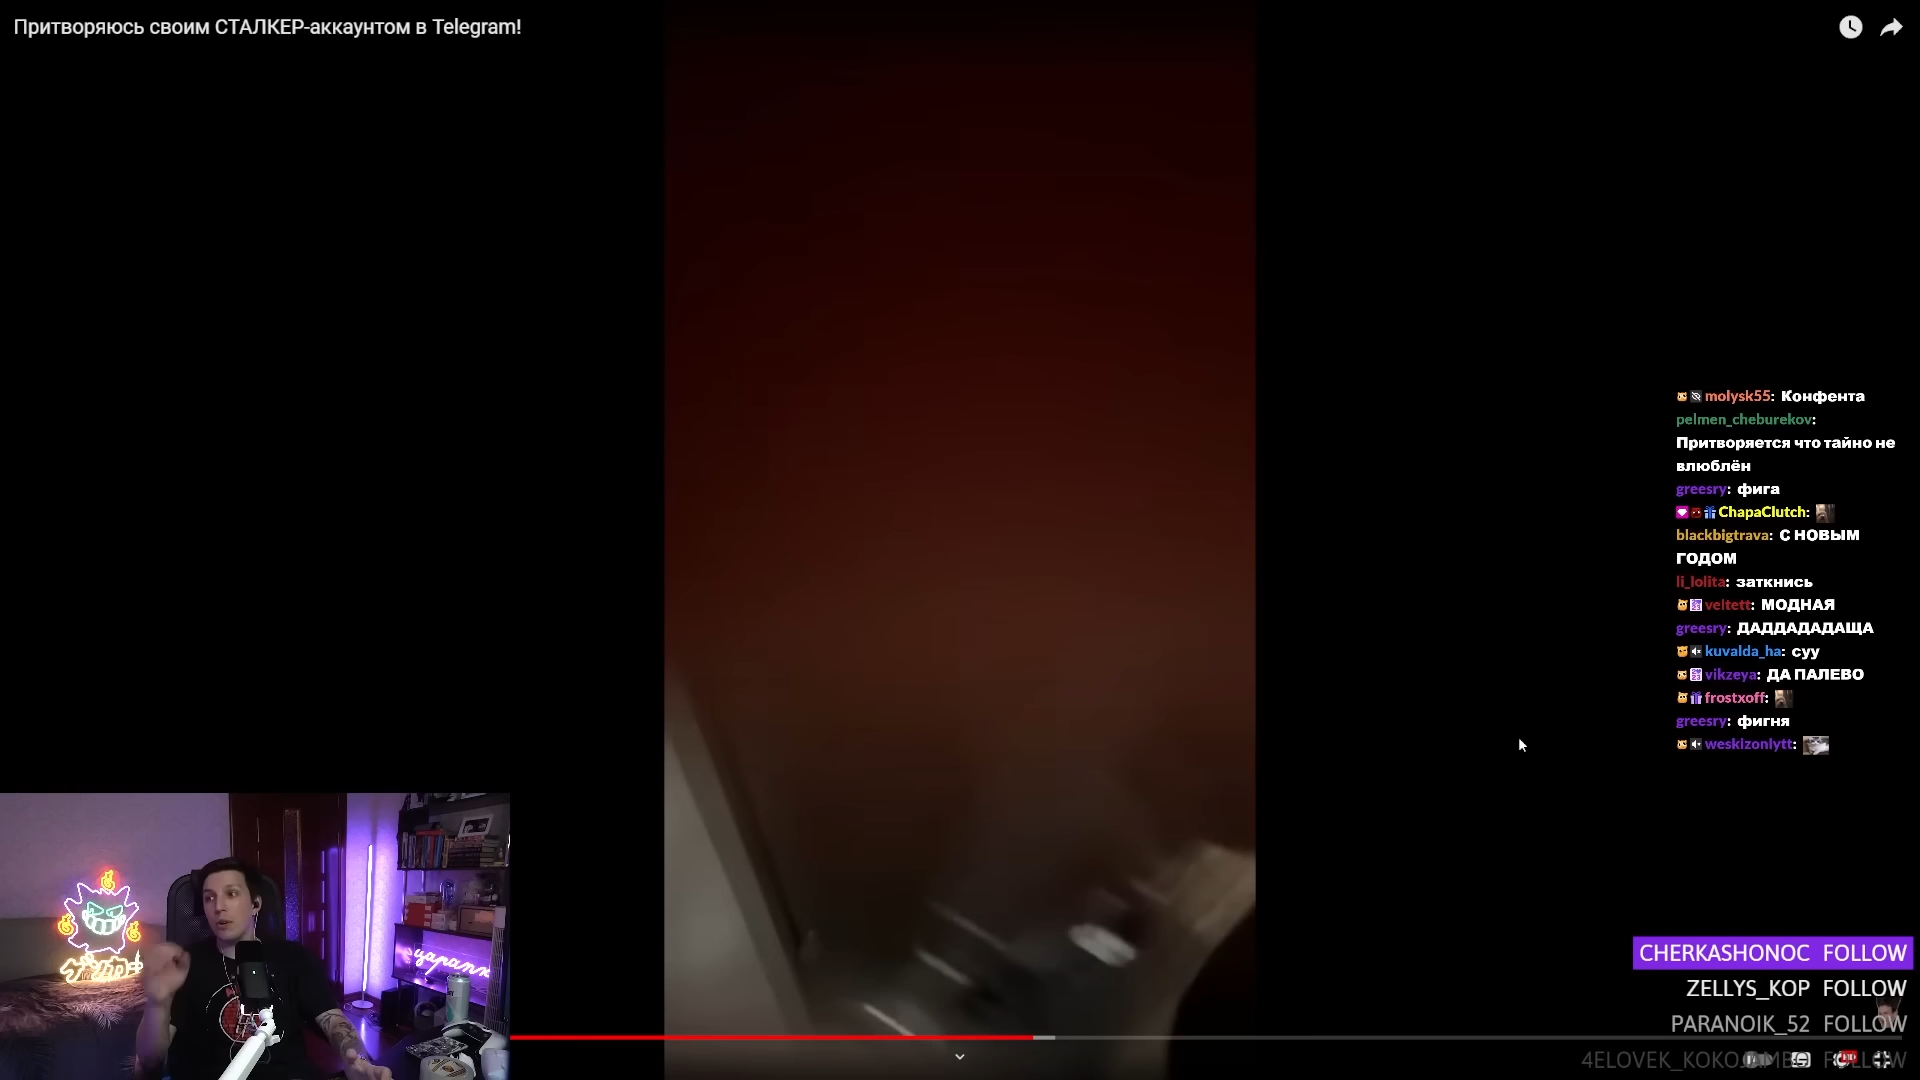 Притворяюсь своим СТАЛКЕР-аккаунтом в Telegram!
molysk55: Конфента
pelmen_cheburekov:
Притворяется что тайно не
влюблён
greesry: фига
ChapaClutch:
blackbigtrava: С НОВЫМ
ГОДОМ
li_lolita: заткнись
veltett: МОДНАЯ
greesry: ДАДДАДАДАЩА
kuvalda_ha: суу
vikzeya: ДА ПАЛЕВО
frostxoff:
greesry: фигня
weskizonlytt:
царапк
CHERKASHONOC FOLLOW
ZELLYS_KOP FOLLOW
PARANOIK_52 FOLLOW
FOLLOW